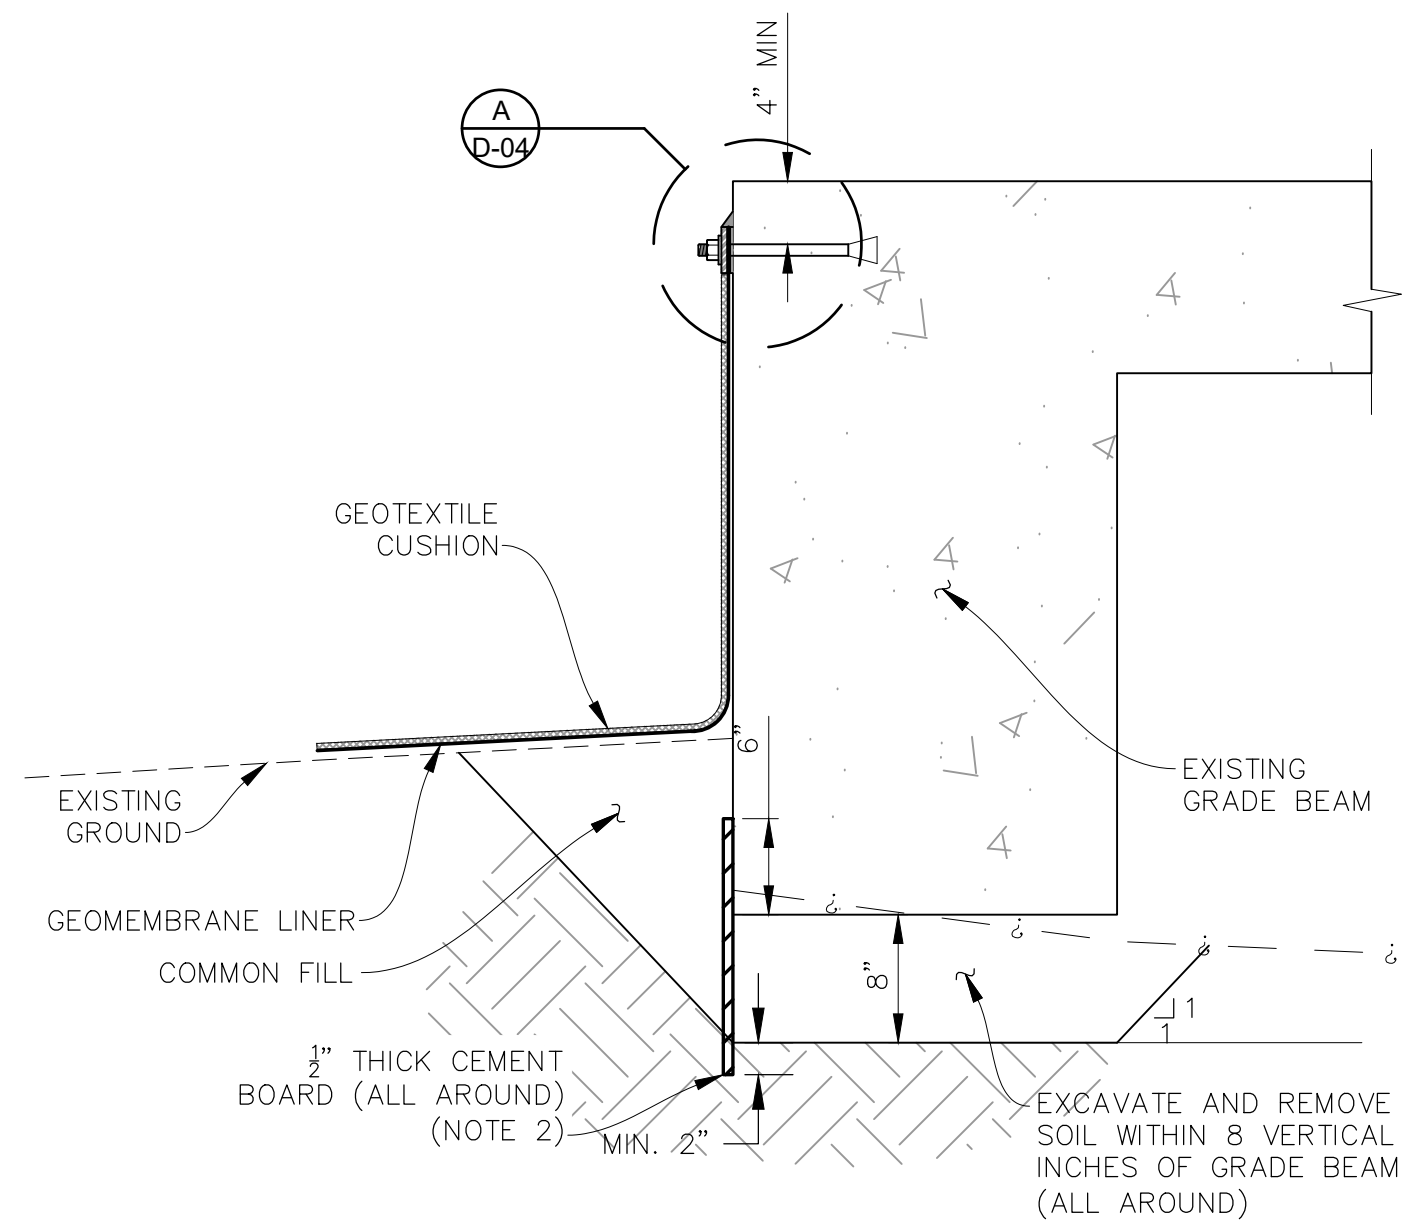 4" MIN
A
D-04
GEOTEXTILE
CUSHION
6"
EXISTING
GROUND
EXISTING
GRADE BEAM
GEOMEMBRANE LINER
COMMON FILL
¿ ¿ ¿ ¿
8"
1
1
½" THICK CEMENT
BOARD (ALL AROUND)
(NOTE 2)
MIN. 2"
EXCAVATE AND REMOVE
SOIL WITHIN 8 VERTICAL
INCHES OF GRADE BEAM
(ALL AROUND)